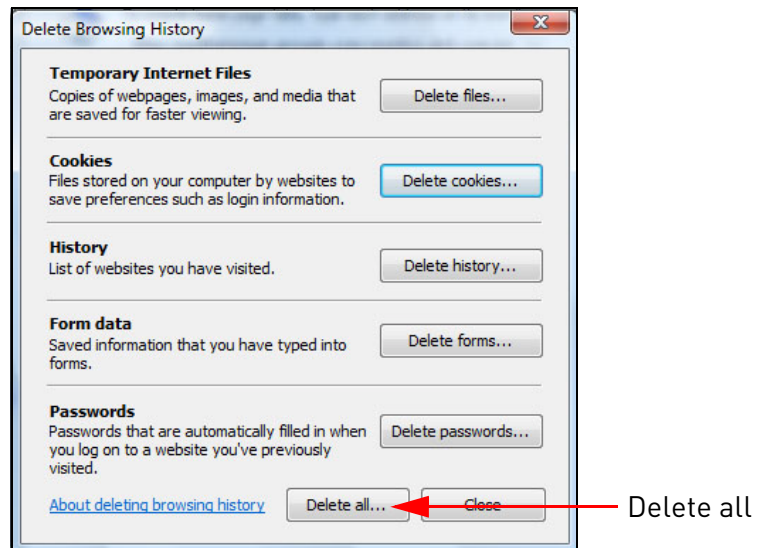 Delete Browsing History
Temporary Internet Files
Copies of webpages, images, and media that
are saved for faster viewing.
Delete files...
Cookies
Files stored on your computer by websites to
save preferences such as login information.
Delete cookies...
History
List of websites you have visited.
Delete history...
Form data
Saved information that you have typed into
forms.
Delete forms...
Passwords
Passwords that are automatically filled in when
you log on to a website you've previously
visited.
Delete passwords...
About deleting browsing history
Delete all...
Close
Delete all